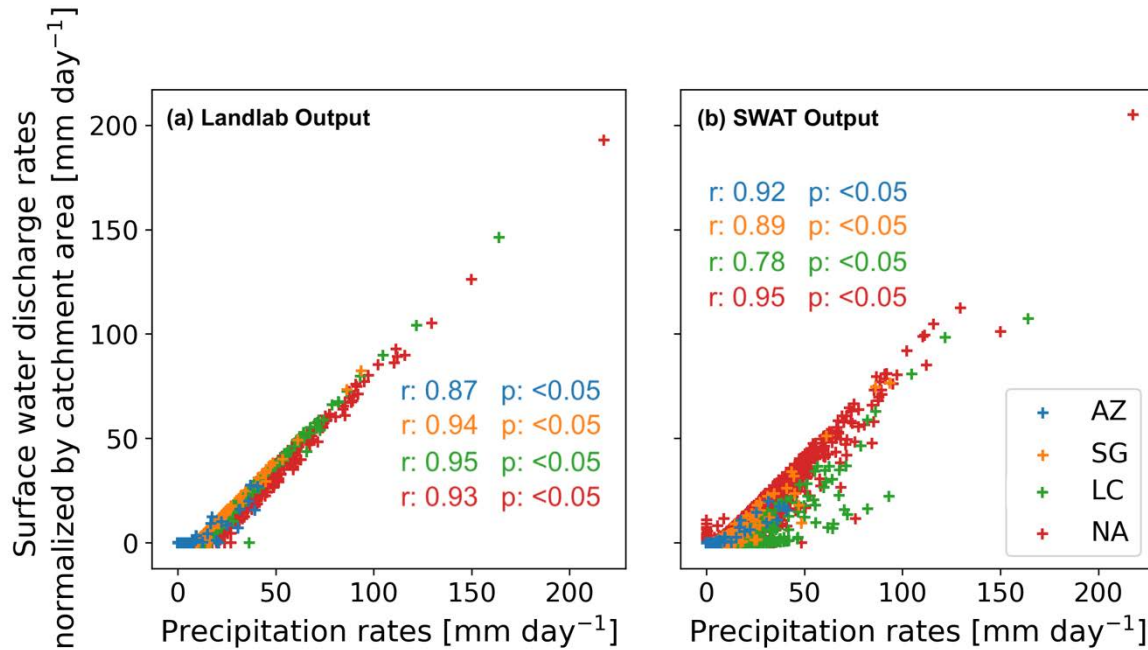 Surface water discharge rates
normalized by catchment area [mm day⁻¹]
(a) Landlab Output
200
150
100
50
0
r: 0.87 p: <0.05
r: 0.94 p: <0.05
r: 0.95 p: <0.05
r: 0.93 p: <0.05
0 50 100 150 200
Precipitation rates [mm day⁻¹]
(b) SWAT Output
r: 0.92 p: <0.05
r: 0.89 p: <0.05
r: 0.78 p: <0.05
r: 0.95 p: <0.05
AZ
SG
LC
NA
0 50 100 150 200
Precipitation rates [mm day⁻¹]